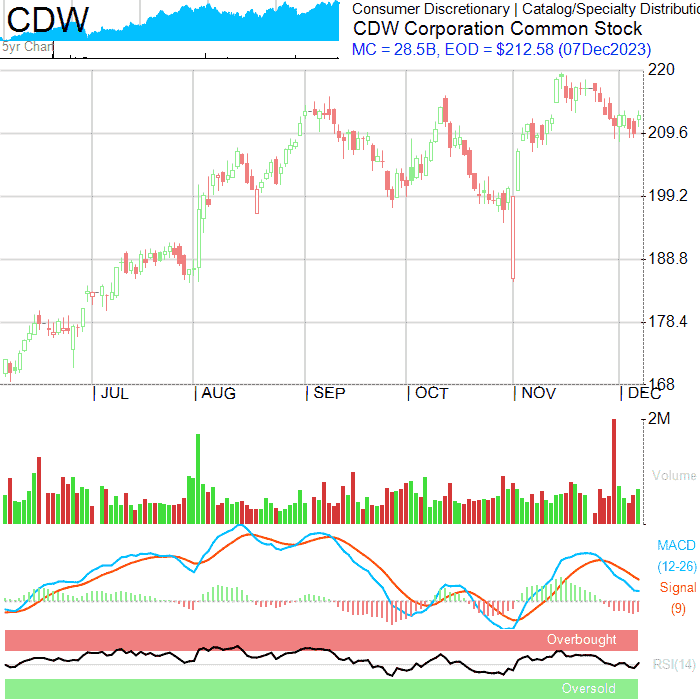 CDW
5yr Chart
Consumer Discretionary | Catalog/Specialty Distributio
CDW Corporation Common Stock
MC = 28.5B, EOD = $212.58 (07Dec2023)
220
209.6
199.2
188.8
178.4
168
JUL AUG SEP OCT NOV DEC
2M
Volume
MACD
(12-26)
Signal
(9)
Overbought
RSI(14)
Oversold